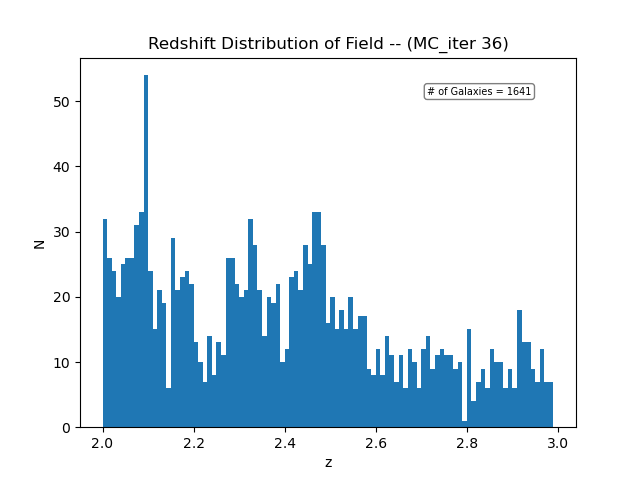 Redshift Distribution of Field -- (MC_iter 36)
# of Galaxies = 1641
50
40
30
20
10
0
N
2.0 2.2 2.4 2.6 2.8 3.0
z